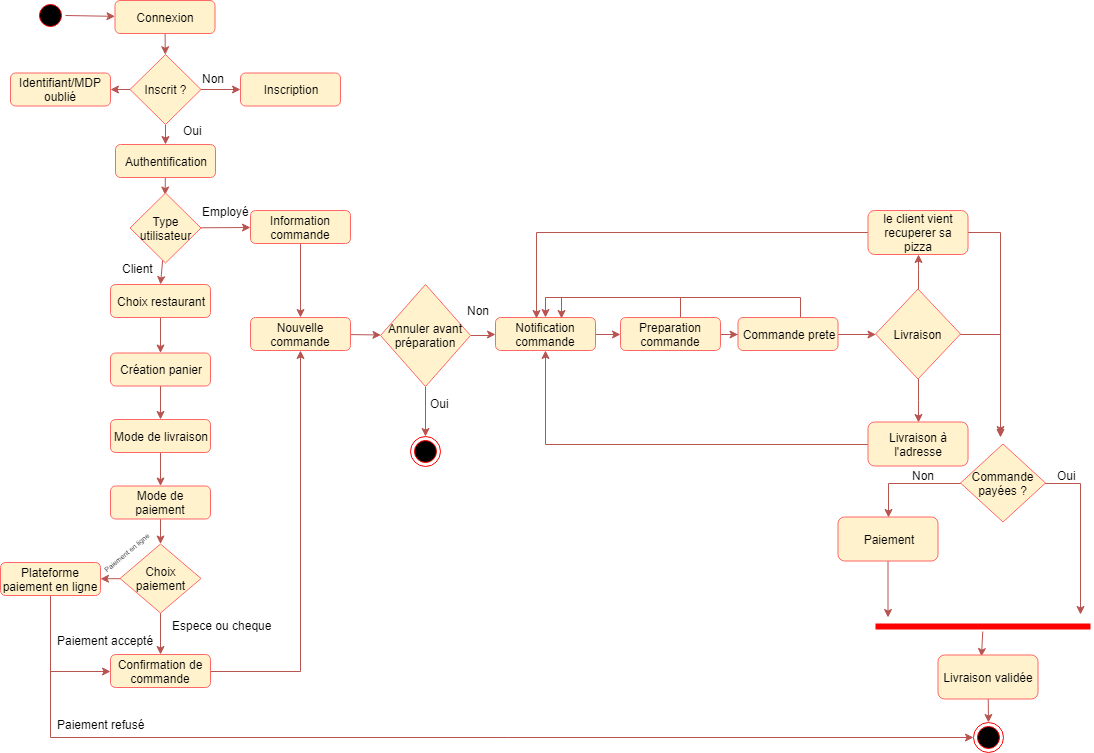 Connexion
Identifiant/MDP
oublié
Inscrit ?
Non
Inscription
Oui
Authentification
Type
utilisateur
Employé
Information
commande
Client
Choix restaurant
Création panier
Mode de livraison
Mode de
paiement
Choix
paiement
Paiement en ligne
Plateforme
paiement en ligne
Espece ou cheque
Paiement accepté
Confirmation de
commande
Paiement refusé
Nouvelle
commande
Annuler avant
préparation
Non
Oui
Notification
commande
Preparation
commande
Commande prete
Livraison
le client vient
recuperer sa
pizza
Livraison à
l'adresse
Commande
payées ?
Non
Oui
Paiement
Livraison validée